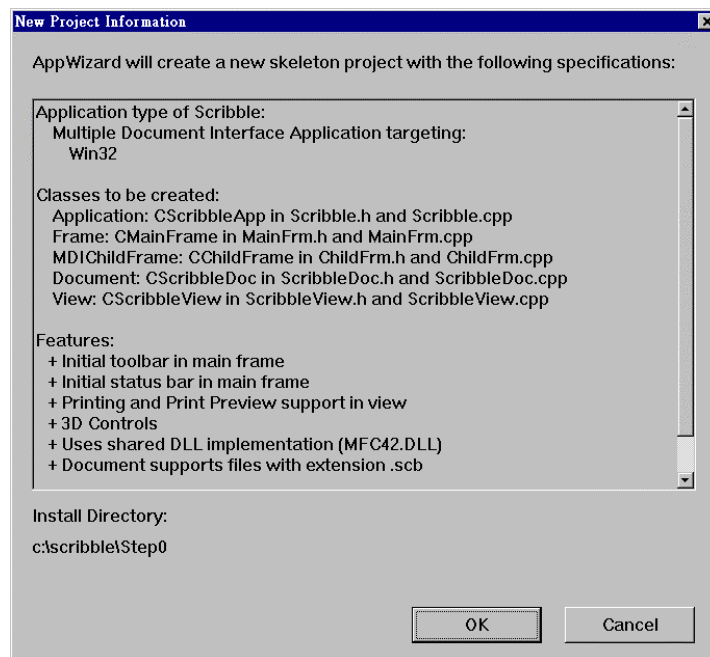 New Project Information
AppWizard will create a new skeleton project with the following specifications:
Application type of Scribble:
Multiple Document Interface Application targeting:
Win32
Classes to be created:
Application: CScribbleApp in Scribble.h and Scribble.cpp
Frame: CMainFrame in MainFrm.h and MainFrm.cpp
MDIChildFrame: CChildFrame in ChildFrm.h and ChildFrm.cpp
Document: CScribbleDoc in ScribbleDoc.h and ScribbleDoc.cpp
View: CScribbleView in ScribbleView.h and ScribbleView.cpp
Features:
+ Initial toolbar in main frame
+ Initial status bar in main frame
+ Printing and Print Preview support in view
+ 3D Controls
+ Uses shared DLL implementation (MFC42.DLL)
+ Document supports files with extension .scb
Install Directory:
c:\scribble\Step0
OK Cancel